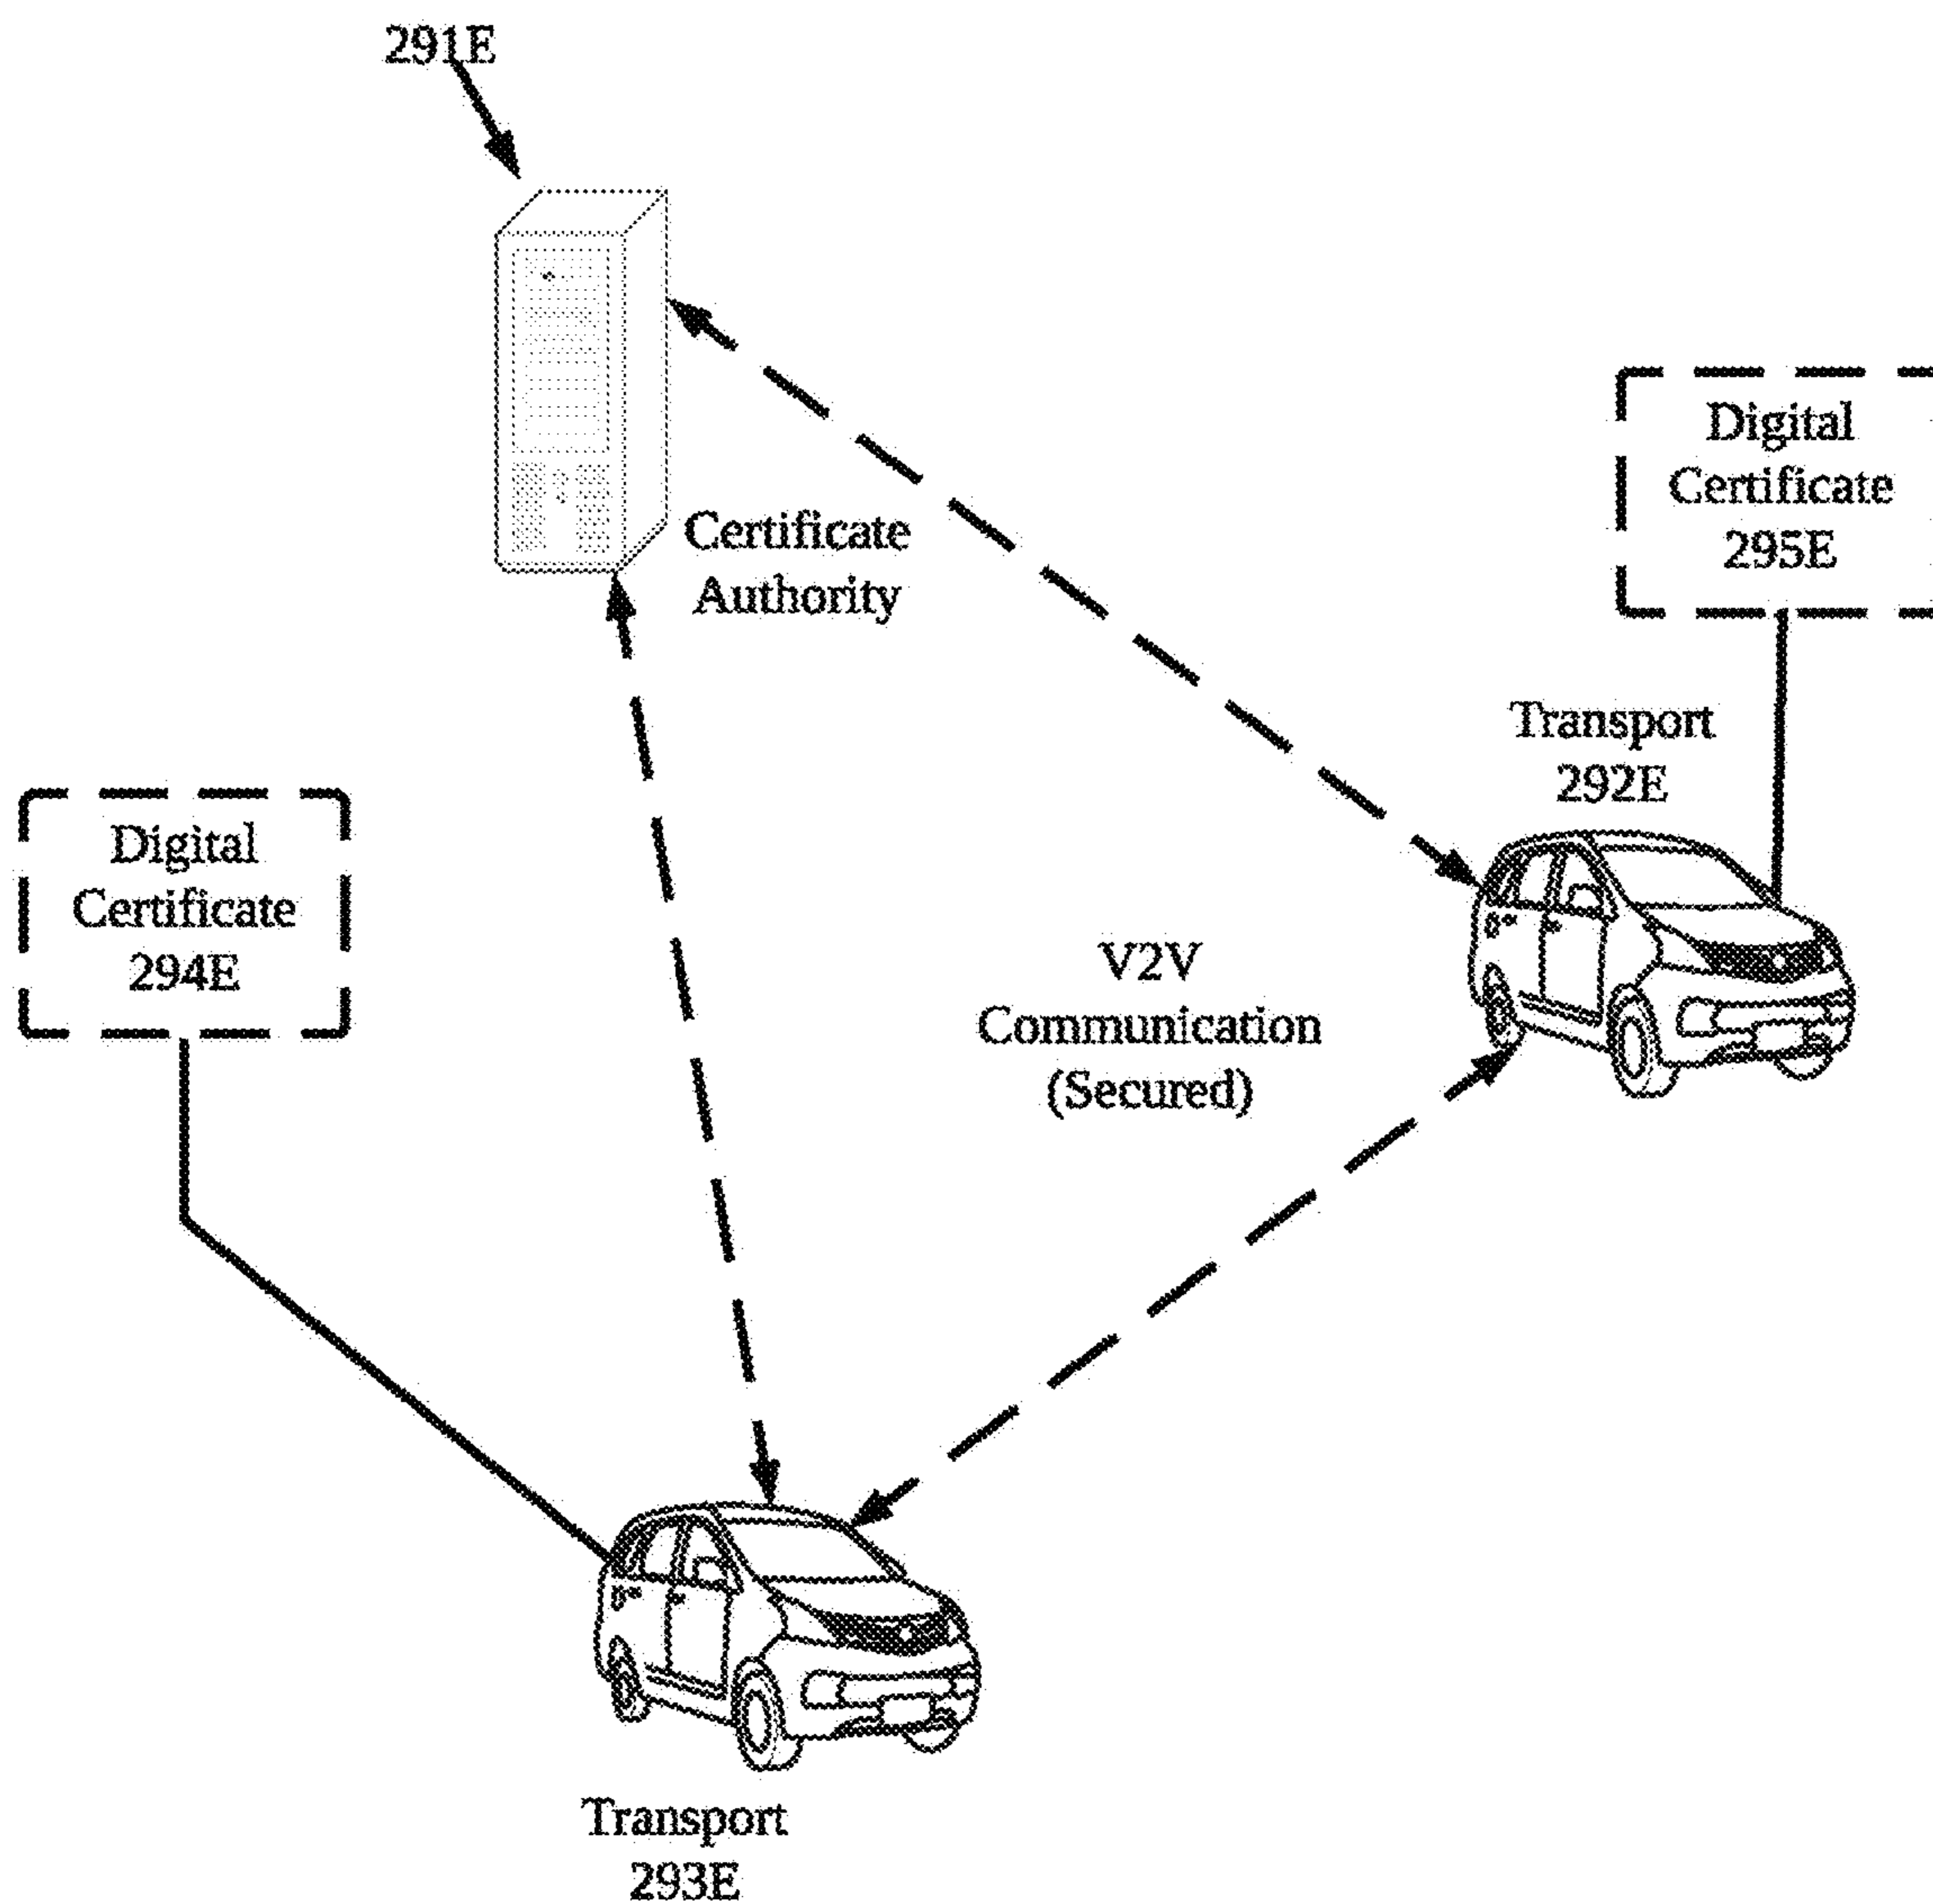 291E
Certificate
Authority
Digital
Certificate
295E
Transport
292E
Digital
Certificate
294E
V2V
Communication
(Secured)
Transport
293E